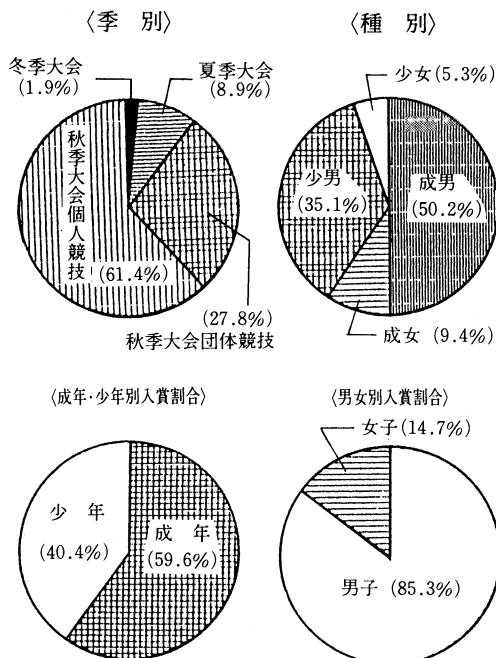 〈季 別〉
冬季大会
(1.9%)
夏季大会
(8.9%)
秋季大会個人競技
(61.4%)
(27.8%)
秋季大会団体競技
〈種 別〉
少女(5.3%)
少男
(35.1%)
成男
(50.2%)
成女 (9.4%)
〈成年・少年別入賞割合〉
少 年
(40.4%)
成 年
(59.6%)
〈男女別入賞割合〉
女子(14.7%)
男子 (85.3%)